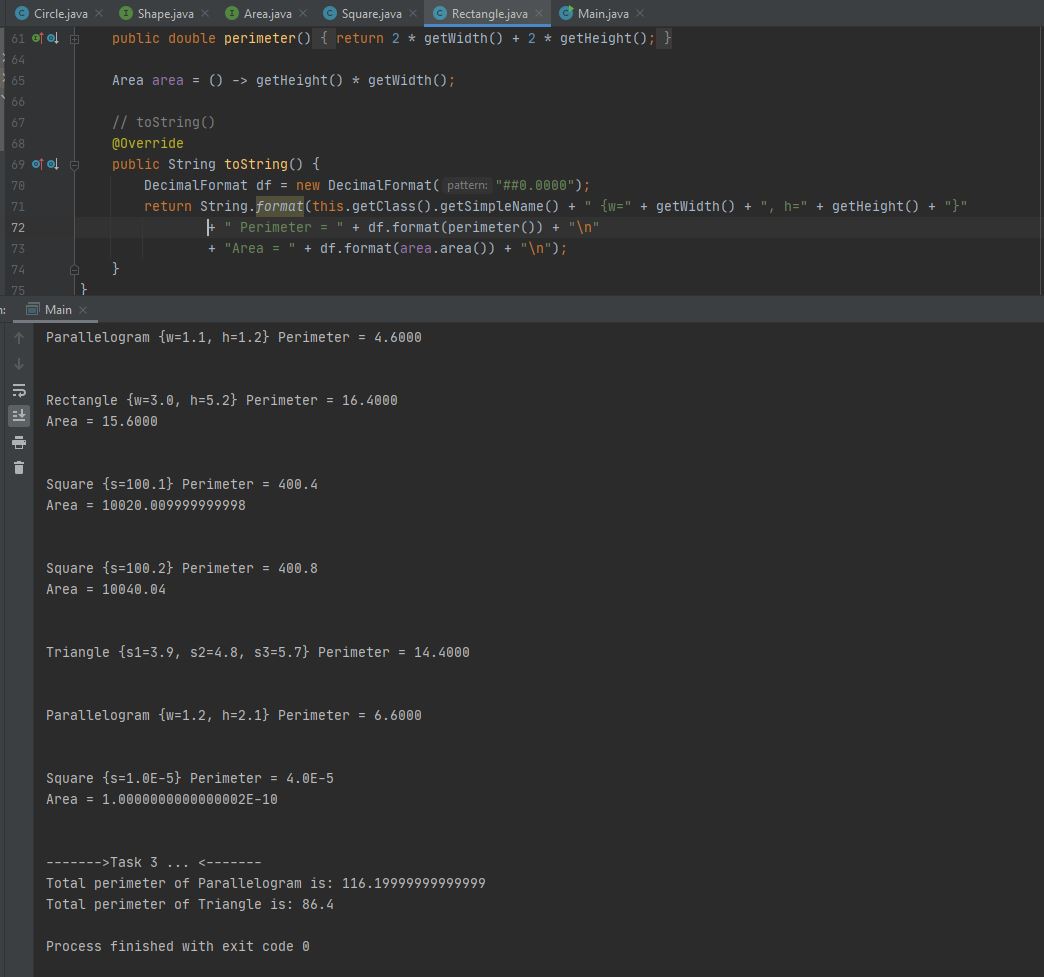 Circle.java Shape.java Area.java Square.java Rectangle.java Main.java
61 public double perimeter() { return 2 * getWidth() + 2 * getHeight(); }
64
65 Area area = () -> getHeight() * getWidth();
66
67 // toString()
68 @Override
69 public String toString() {
70 DecimalFormat df = new DecimalFormat( pattern: "##0.0000");
71 return String.format(this.getClass().getSimpleName() + " {w=" + getWidth() + ", h=" + getHeight() + "}"
72 + " Perimeter = " + df.format(perimeter()) + "\n"
73 + "Area = " + df.format(area.area()) + "\n");
74 }
75 }
Main
Parallelogram {w=1.1, h=1.2} Perimeter = 4.6000
Rectangle {w=3.0, h=5.2} Perimeter = 16.4000
Area = 15.6000
Square {s=100.1} Perimeter = 400.4
Area = 10020.009999999998
Square {s=100.2} Perimeter = 400.8
Area = 10040.04
Triangle {s1=3.9, s2=4.8, s3=5.7} Perimeter = 14.4000
Parallelogram {w=1.2, h=2.1} Perimeter = 6.6000
Square {s=1.0E-5} Perimeter = 4.0E-5
Area = 1.0000000000000002E-10
------->Task 3 ... <-------
Total perimeter of Parallelogram is: 116.19999999999999
Total perimeter of Triangle is: 86.4
Process finished with exit code 0